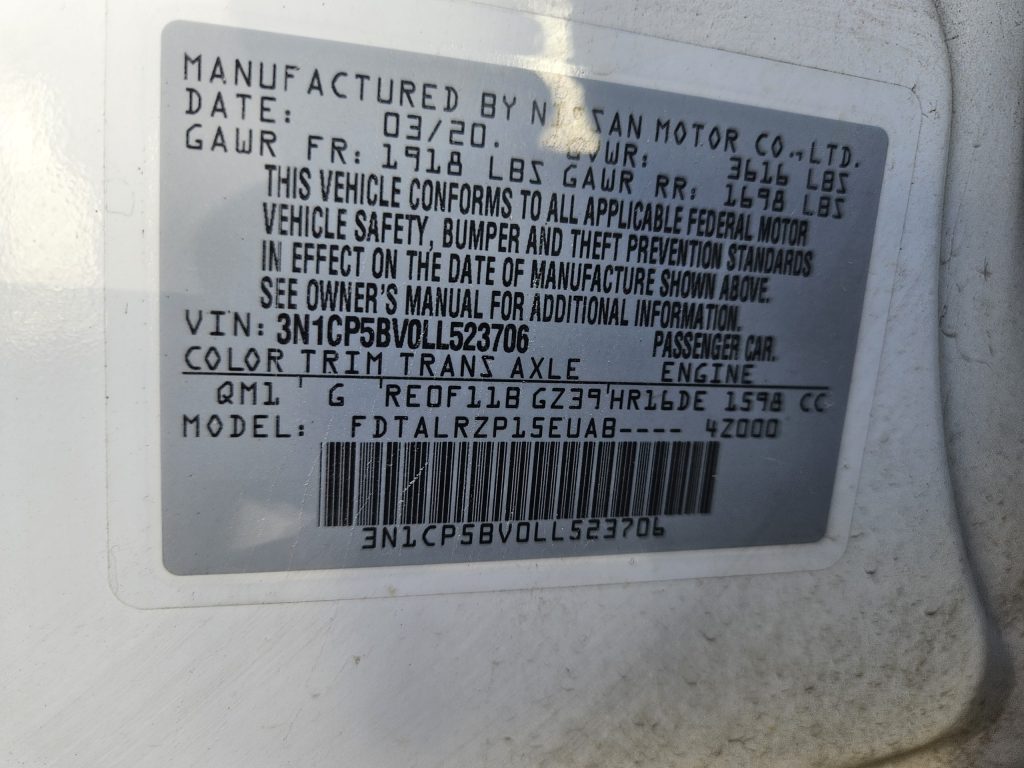 MANUFACTURED BY NISSAN MOTOR CO., LTD.
DATE: 03/20. GVWR: 3616 LBS
GAWR FR: 1918 LBS GAWR RR: 1698 LBS
THIS VEHICLE CONFORMS TO ALL APPLICABLE FEDERAL MOTOR
VEHICLE SAFETY, BUMPER AND THEFT PREVENTION STANDARDS
IN EFFECT ON THE DATE OF MANUFACTURE SHOWN ABOVE.
SEE OWNER'S MANUAL FOR ADDITIONAL INFORMATION.
VIN: 3N1CP5BV0LL523706 PASSENGER CAR.
COLOR TRIM TRANS AXLE ENGINE
QM1 G RE0F11B GZ39 HR16DE 1598 CC
MODEL: FDTALRZP15EUAB---- 4Z000
3N1CP5BV0LL523706